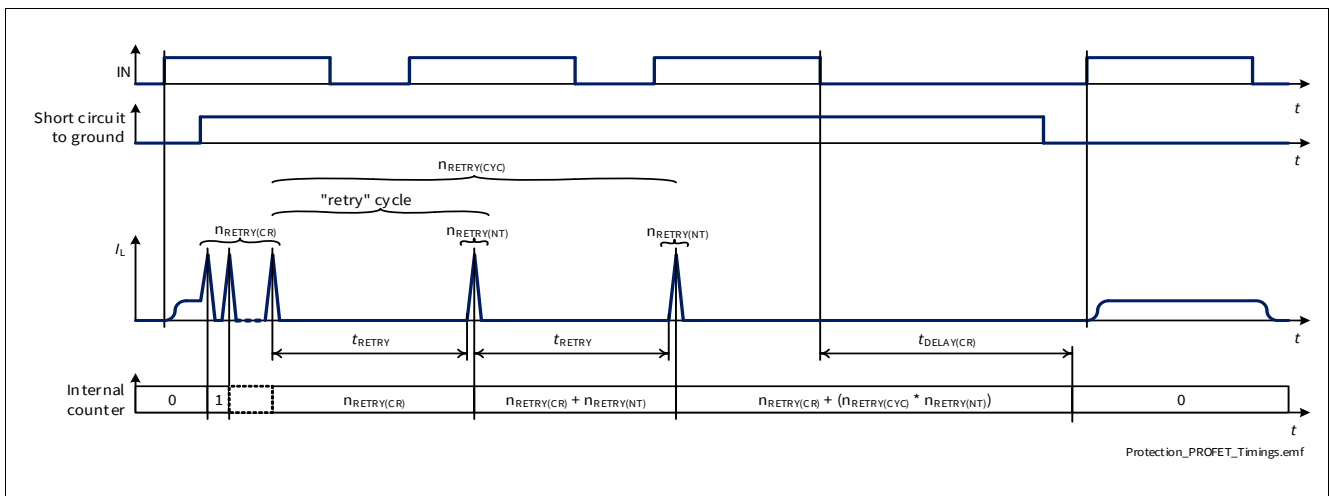 IN
t
Short circuit
to ground
t
nRETRY(CYC)
"retry" cycle
nRETRY(CR)
nRETRY(NT)
nRETRY(NT)
IL
t
tRETRY
tRETRY
tDELAY(CR)
Internal
counter
0
1
nRETRY(CR)
nRETRY(CR) + nRETRY(NT)
nRETRY(CR) + (nRETRY(CYC) * nRETRY(NT))
0
t
Protection_PROFET_Timings.emf